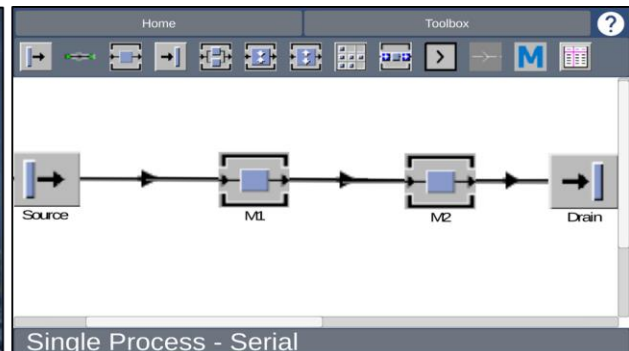 Home
Toolbox
?
>
M
Source
M1
M2
Drain
Single Process - Serial